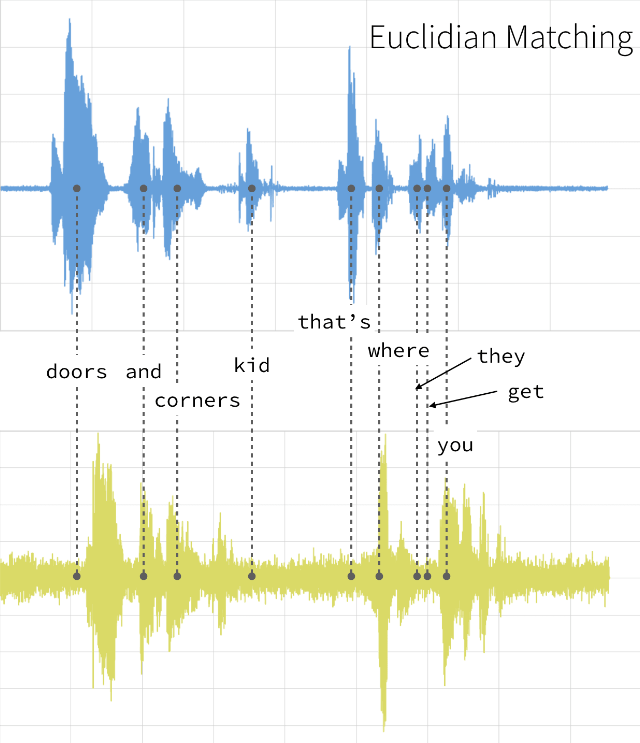 Euclidian Matching
that's
where
they
kid
doors and
get
corners
you